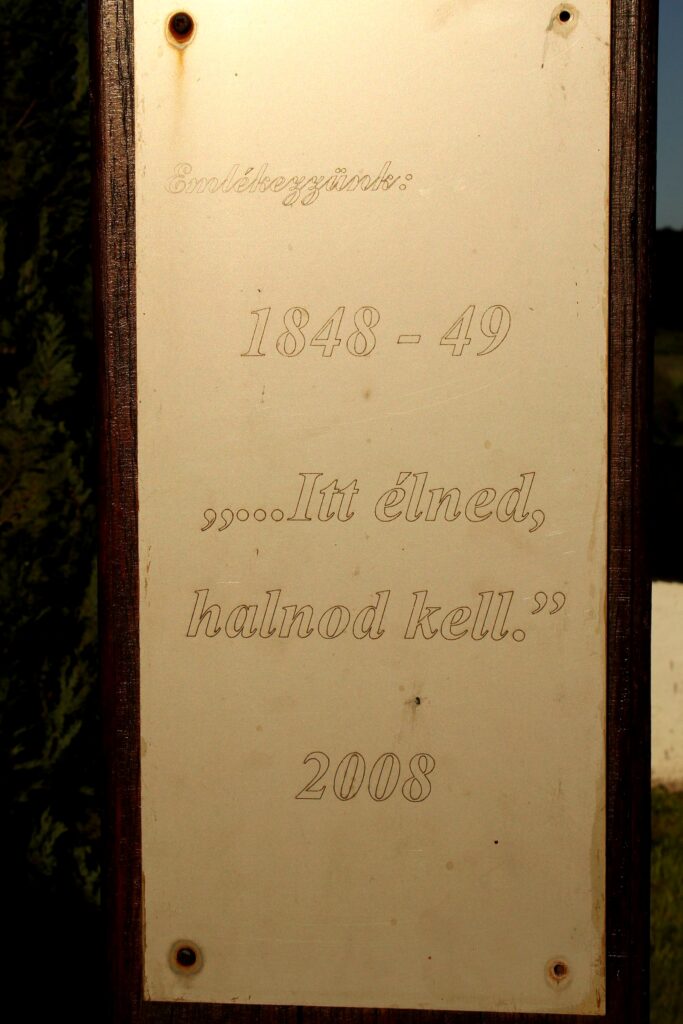 Emlékezzünk:
1848 - 49
„...Itt élned,
halnod kell.”
2008